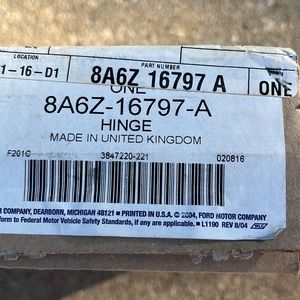 PART NUMBER
1-16-D1
8A6Z 16797 A
ONE
ONE
8A6Z-16797-A
HINGE
MADE IN UNITED KINGDOM
F201C 3847220-221 020816
COMPANY, DEARBORN, MICHIGAN 48121 ■ PRINTED IN U.S.A. © 2004, FORD MOTOR COMPANY
form to Federal Motor Vehicle Safety Standards, if any are applicable. ■ L1190 REV 8/04